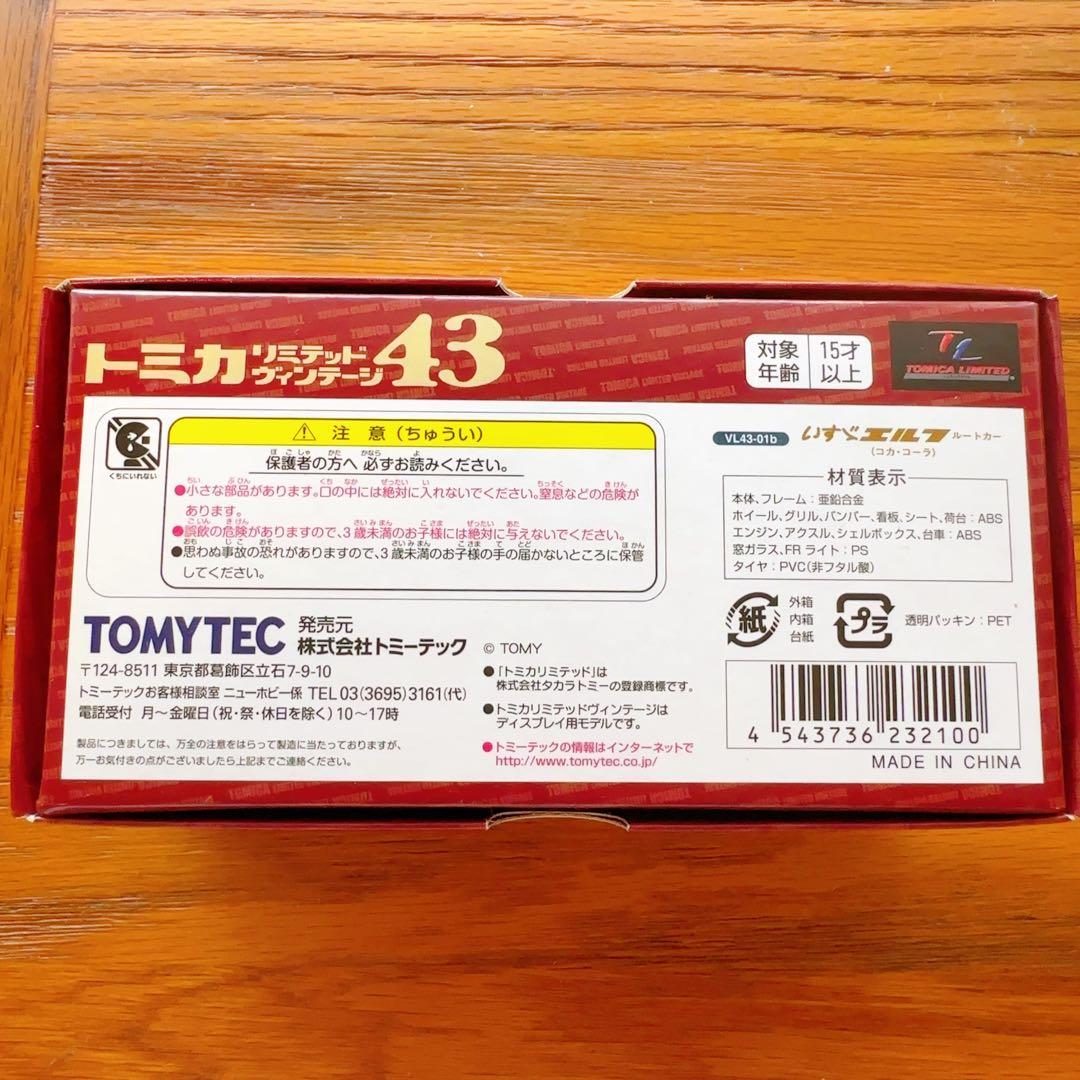 トミカ リミテッド ヴィンテージ 43
対象年齢 15才以上
TL
TOMICA LIMITED
くちにいれない
⚠ 注 意（ちゅうい）
保護者の方へ 必ずお読みください。
●小さな部品があります。口の中には絶対に入れないでください。窒息などの危険が
あります。
●誤飲の危険がありますので、3歳未満のお子様には絶対に与えないでください。
●思わぬ事故の恐れがありますので、3歳未満のお子様の手の届かないところに保管
してください。
VL43-01b いすゞエルフ ルートカー
（コカ・コーラ）
材質表示
本体、フレーム：亜鉛合金
ホイール、グリル、バンパー、看板、シート、荷台：ABS
エンジン、アクスル、シェルボックス、台車：ABS
窓ガラス、FR ライト：PS
タイヤ：PVC（非フタル酸）
紙
外箱
内箱
台紙
プラ
透明パッキン：PET
TOMYTEC
発売元
株式会社トミーテック
〒124-8511 東京都葛飾区立石7-9-10
トミーテックお客様相談室 ニューホビー係 TEL 03(3695)3161(代)
電話受付 月〜金曜日（祝・祭・休日を除く）10〜17時
製品につきましては、万全の注意をはらって製造に当たっておりますが、
万一お気付きの点がございましたら上記までご連絡ください。
© TOMY
●「トミカリミテッド」は
株式会社タカラトミーの登録商標です。
●トミカリミテッドヴィンテージは
ディスプレイ用モデルです。
●トミーテックの情報はインターネットで
http://www.tomytec.co.jp/
4 543736 232100
MADE IN CHINA